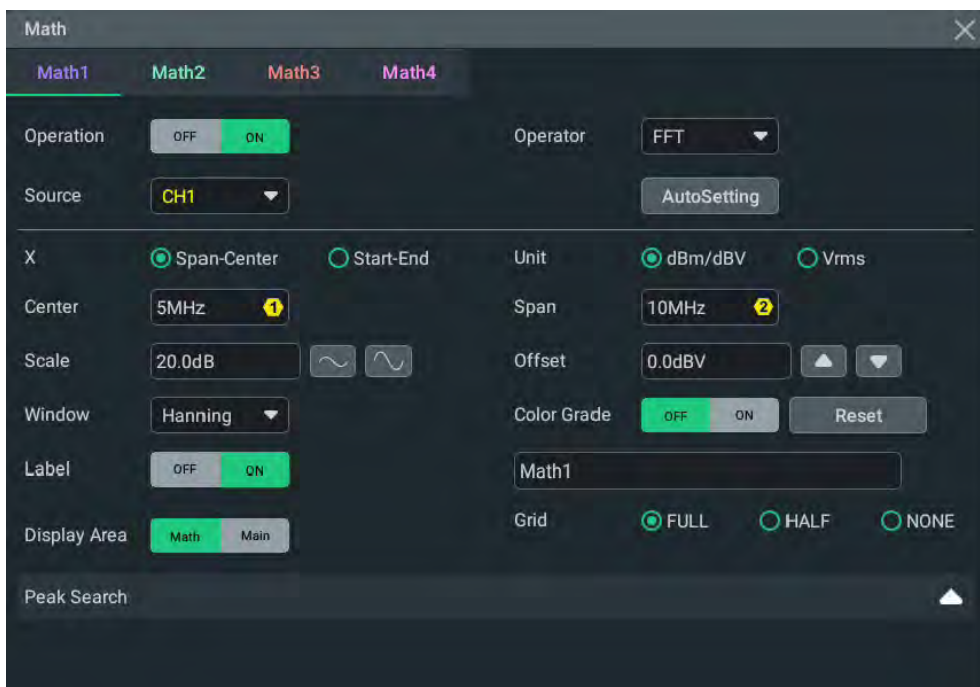 Math
Math1 Math2 Math3 Math4
Operation OFF ON Operator FFT
Source CH1 AutoSetting
X Span-Center Start-End Unit dBm/dBV Vrms
Center 5MHz 1 Span 10MHz 2
Scale 20.0dB Offset 0.0dBV
Window Hanning Color Grade OFF ON Reset
Label OFF ON Math1
Display Area Math Main Grid FULL HALF NONE
Peak Search